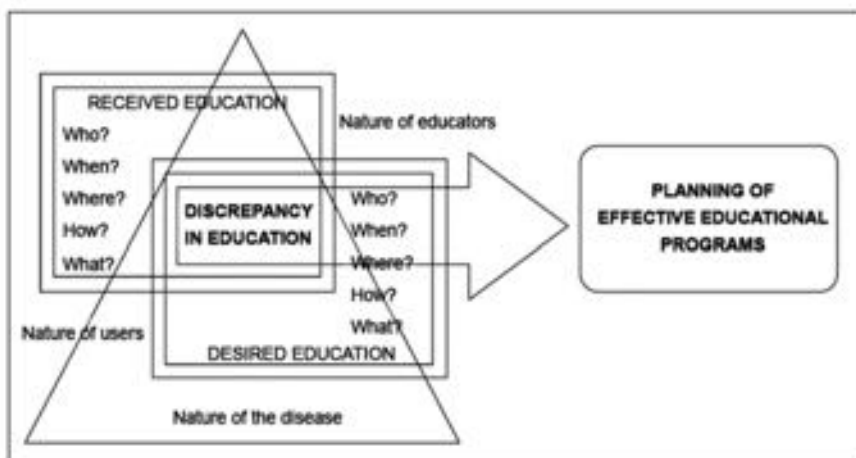 RECEIVED EDUCATION
Who?
When?
Where?
How?
What?
Nature of educators
DISCREPANCY
IN EDUCATION
Who?
When?
Where?
How?
What?
DESIRED EDUCATION
Nature of users
Nature of the disease
PLANNING OF
EFFECTIVE EDUCATIONAL
PROGRAMS